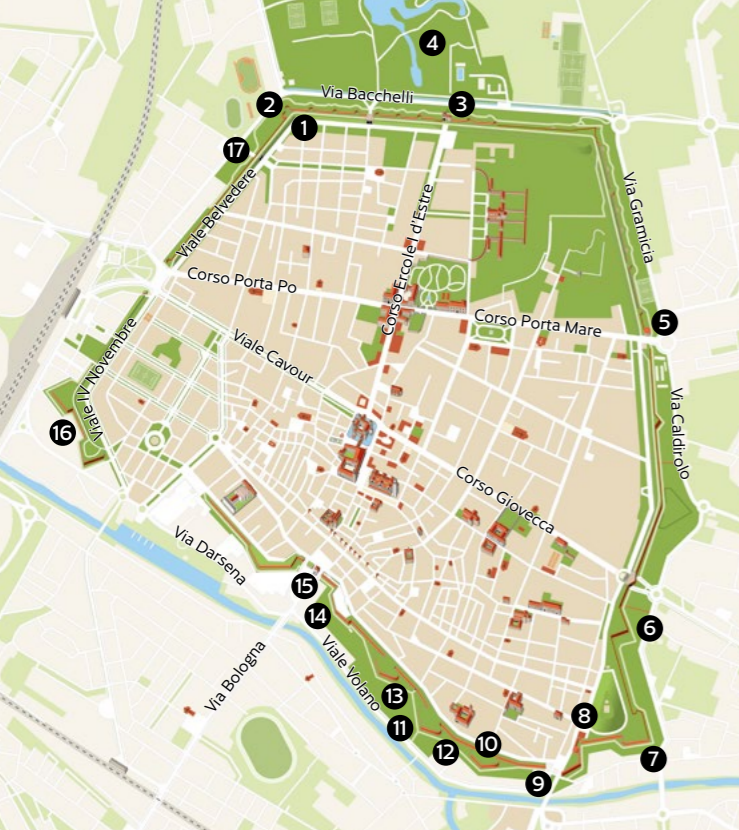 4
2
Via Bacchelli
3
1
17
Viale Belvedere
Via Gramicia
Corso Ercole I d'Estre
Corso Porta Po
Corso Porta Mare
5
Viale Cavour
Viale IV Novembre
16
Via Caldirolo
Corso Giovecca
Via Darsena
15
14
6
Viale Volano
Via Bologna
13
11
12
10
8
7
9